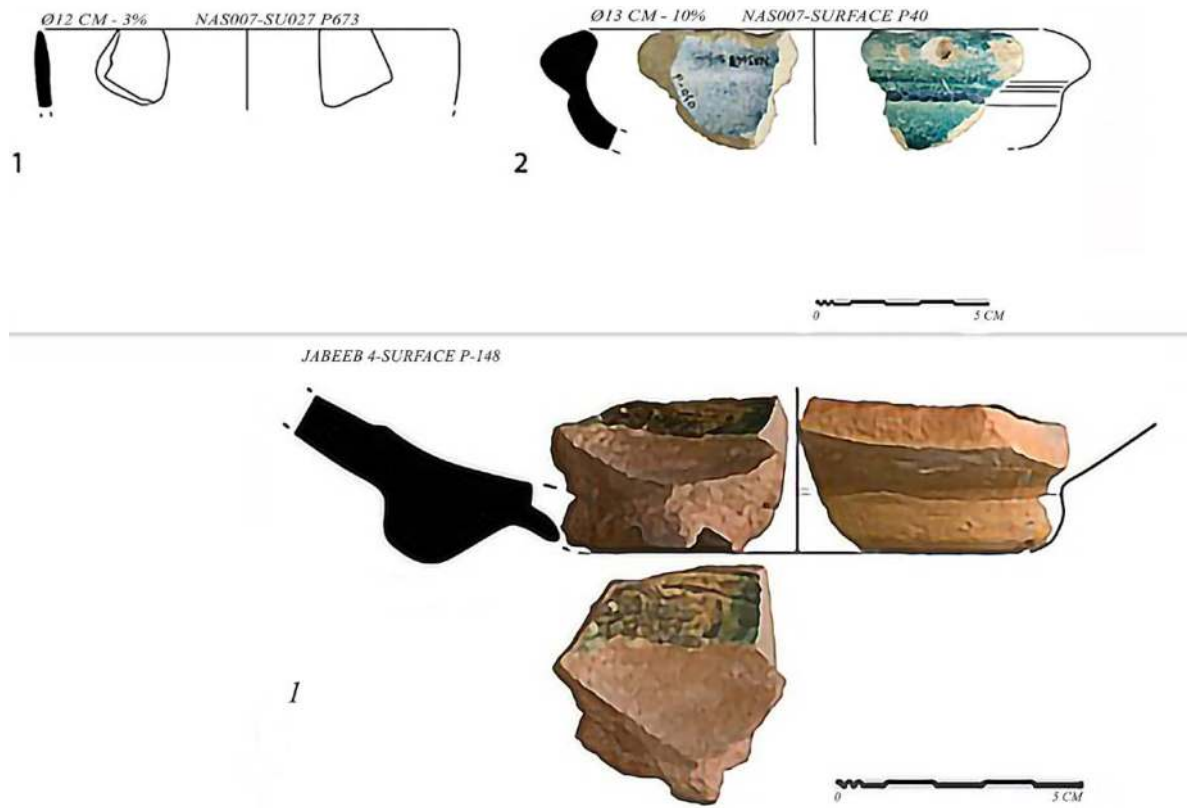 Ø12 CM - 3% NAS007-SU027 P673
Ø13 CM - 10% NAS007-SURFACE P40
1
2
0 5 CM
JABEEB 4-SURFACE P-148
1
0 5 CM